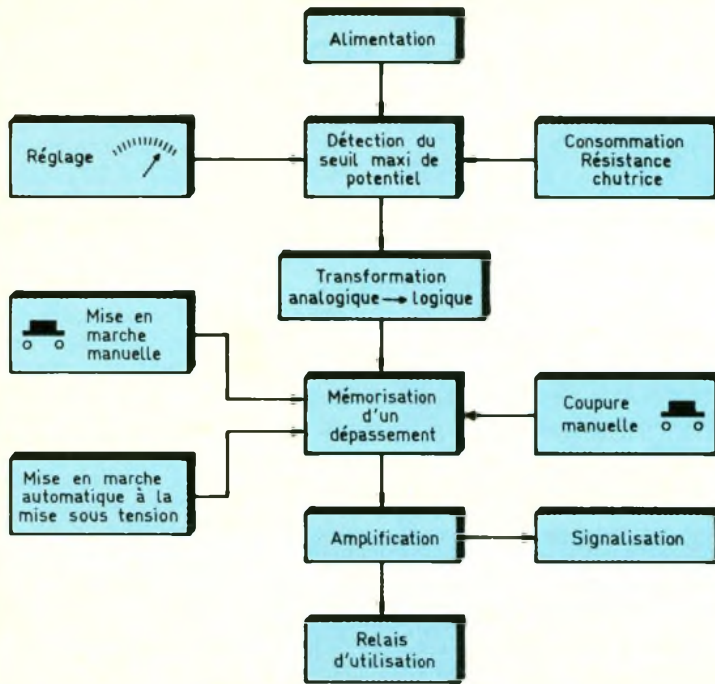 Alimentation
Réglage
Détection du
seuil maxi de
potentiel
Consommation
Résistance
chutrice
Transformation
analogique → logique
Mise en
marche
manuelle
Mémorisation
d'un
dépassement
Coupure
manuelle
Mise en marche
automatique à la
mise sous tension
Amplification
Signalisation
Relais
d'utilisation